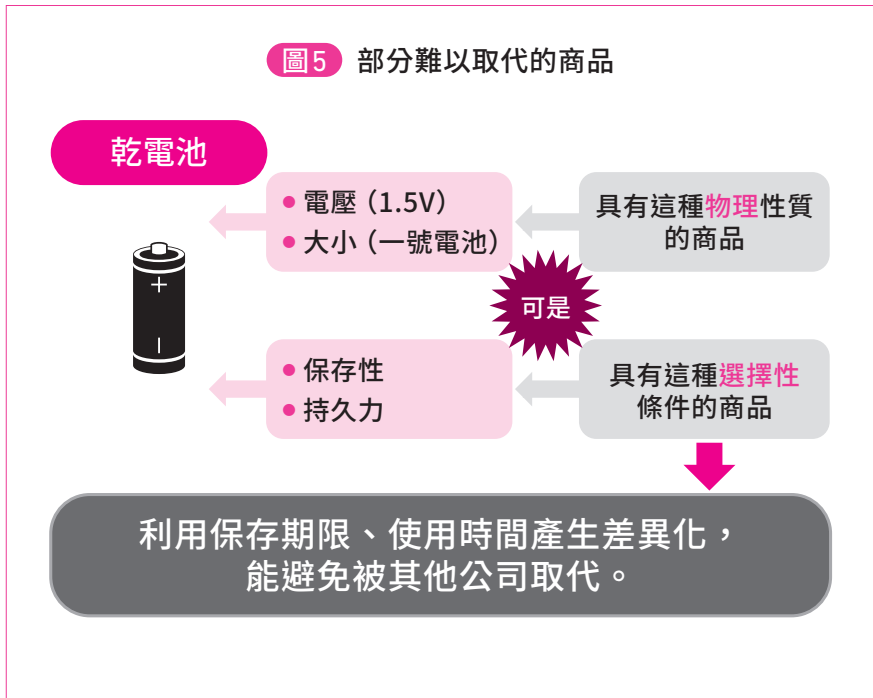 圖5 部分難以取代的商品
乾電池
● 電壓（1.5V）
● 大小（一號電池）
具有這種物理性質
的商品
可是
＋
－
● 保存性
● 持久力
具有這種選擇性
條件的商品
利用保存期限、使用時間產生差異化，
能避免被其他公司取代。